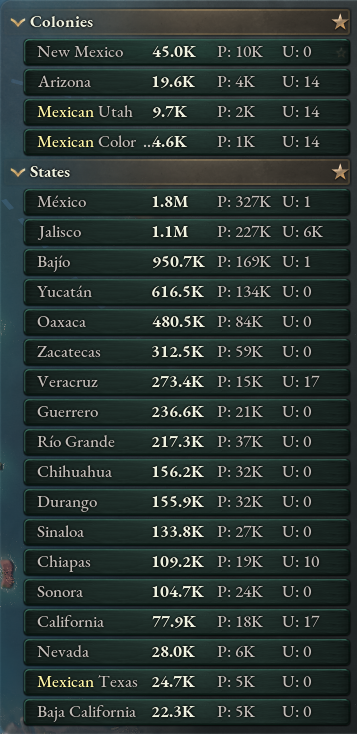 Colonies
New Mexico 45.0K P: 10K U: 0
Arizona 19.6K P: 4K U: 14
Mexican Utah 9.7K P: 2K U: 14
Mexican Color ...4.6K P: 1K U: 14
States
México 1.8M P: 327K U: 1
Jalisco 1.1M P: 227K U: 6K
Bajío 950.7K P: 169K U: 1
Yucatán 616.5K P: 134K U: 0
Oaxaca 480.5K P: 84K U: 0
Zacatecas 312.5K P: 59K U: 0
Veracruz 273.4K P: 15K U: 17
Guerrero 236.6K P: 21K U: 0
Río Grande 217.3K P: 37K U: 0
Chihuahua 156.2K P: 32K U: 0
Durango 155.9K P: 32K U: 0
Sinaloa 133.8K P: 27K U: 0
Chiapas 109.2K P: 19K U: 10
Sonora 104.7K P: 24K U: 0
California 77.9K P: 18K U: 17
Nevada 28.0K P: 6K U: 0
Mexican Texas 24.7K P: 5K U: 0
Baja California 22.3K P: 5K U: 0